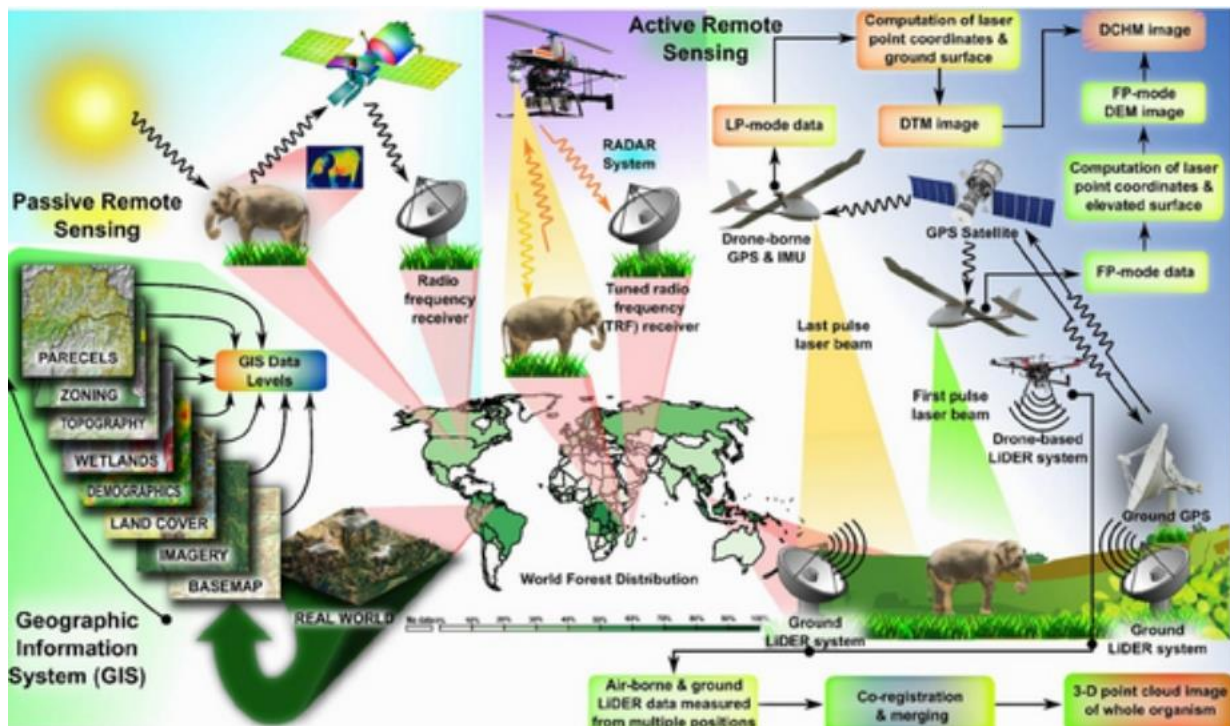 Passive Remote
Sensing
Radio
frequency
receiver
Active Remote
Sensing
RADAR
System
Tuned radio
frequency
(TRF) receiver
LP-mode data
Computation of laser
point coordinates &
ground surface
DTM image
DCHM image
FP-mode
DEM image
Computation of laser
point coordinates &
elevated surface
FP-mode data
Drone-borne
GPS & IMU
GPS Satellite
Last pulse
laser beam
First pulse
laser beam
Drone-based
LiDER system
Ground GPS
Ground
LiDER system
Ground
LiDER system
GIS Data
Levels
PARECELS
ZONING
TOPOGRAPHY
WETLANDS
DEMOGRAPHICS
LAND COVER
IMAGERY
BASEMAP
REAL WORLD
Geographic
Information
System (GIS)
World Forest Distribution
No data
100%
Air-borne & ground
LiDER data measured
from multiple positions
Co-registration
& merging
3-D point cloud image
of whole organism